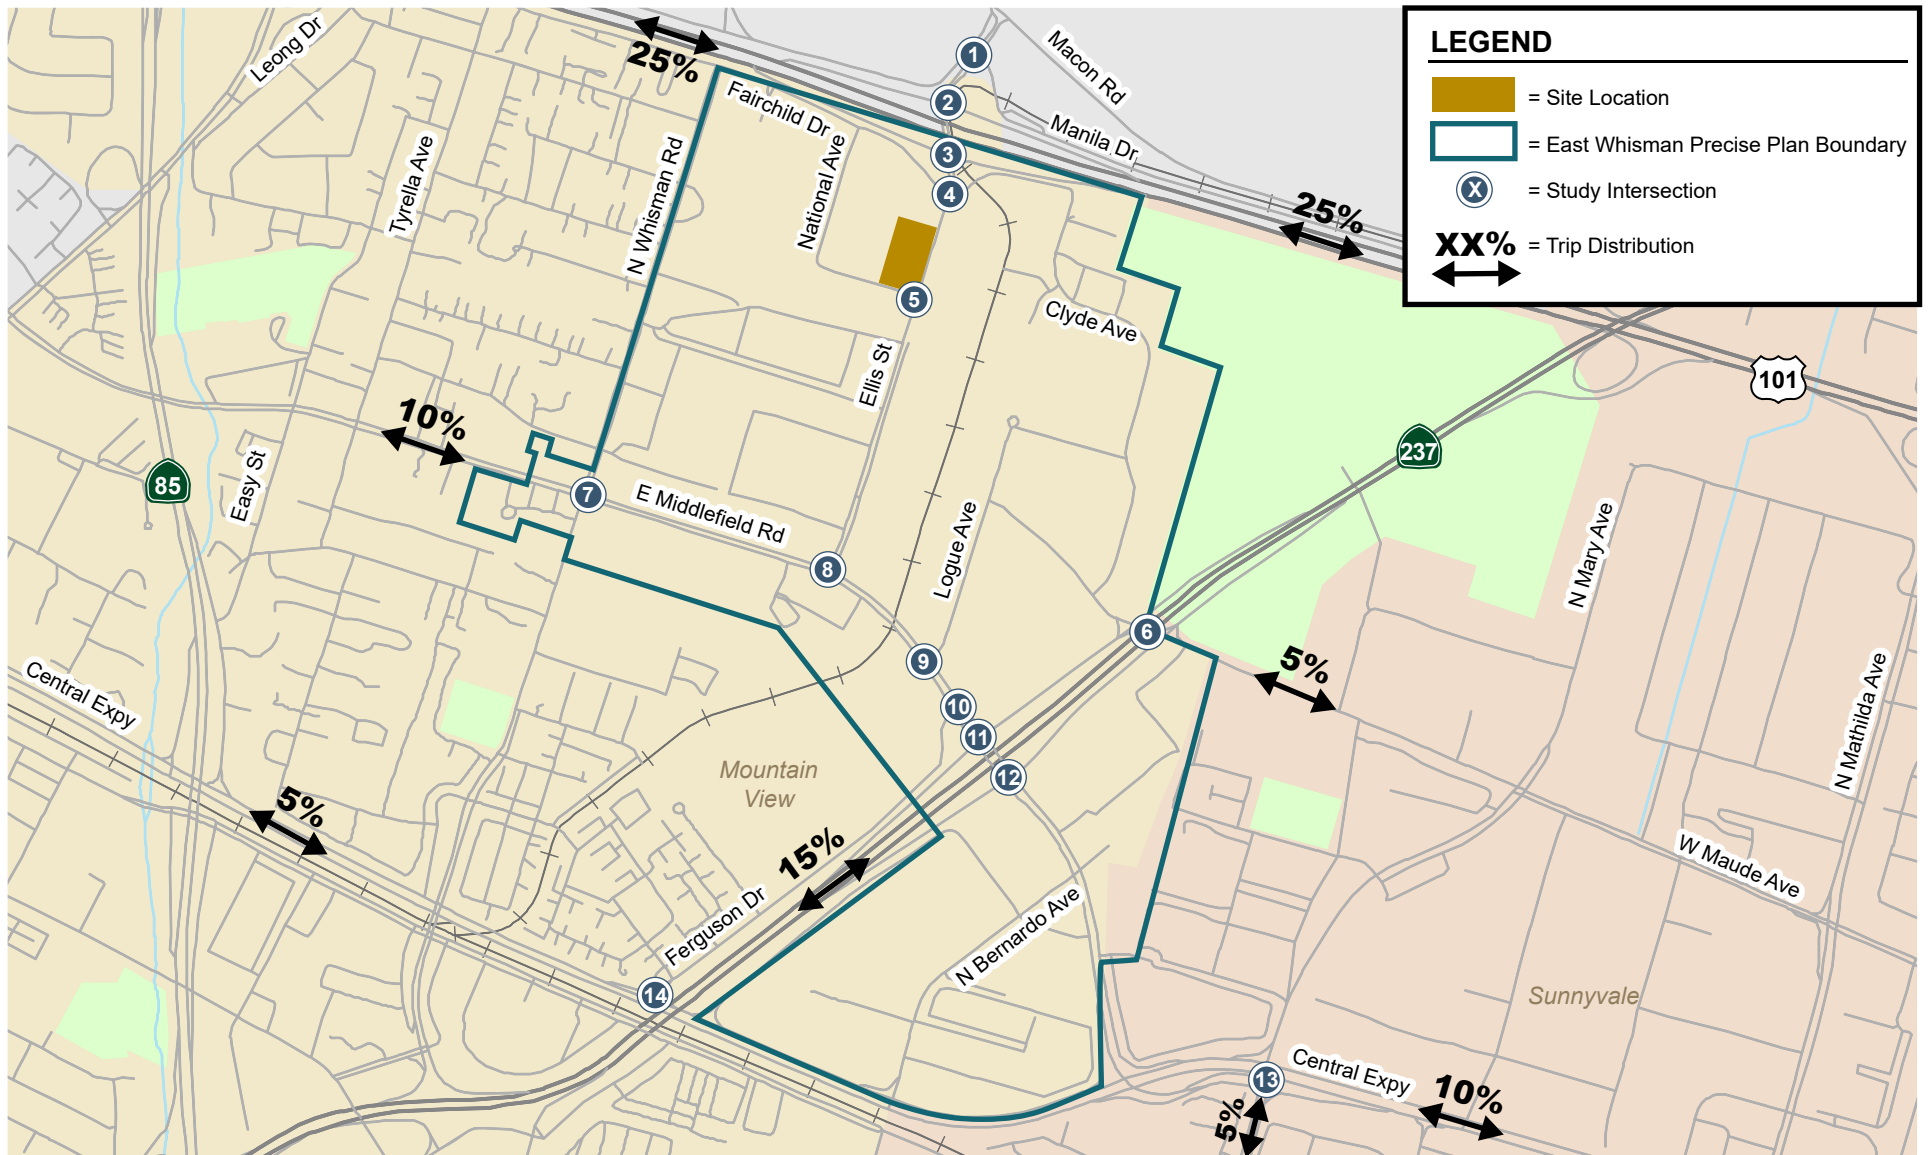 LEGEND
= Site Location
= East Whisman Precise Plan Boundary
X = Study Intersection
XX% = Trip Distribution
Leong Dr
25%
1
Macon Rd
2
Fairchild Dr
Manila Dr
3
4
Tyrella Ave
N Whisman Rd
National Ave
25%
5
Clyde Ave
Ellis St
101
10%
237
85
Easy St
7
E Middlefield Rd
8
Logue Ave
N Mary Ave
6
9
5%
Central Expy
10
11
12
N Mathilda Ave
Mountain
View
5%
15%
W Maude Ave
Ferguson Dr
N Bernardo Ave
14
Sunnyvale
13
Central Expy
10%
5%